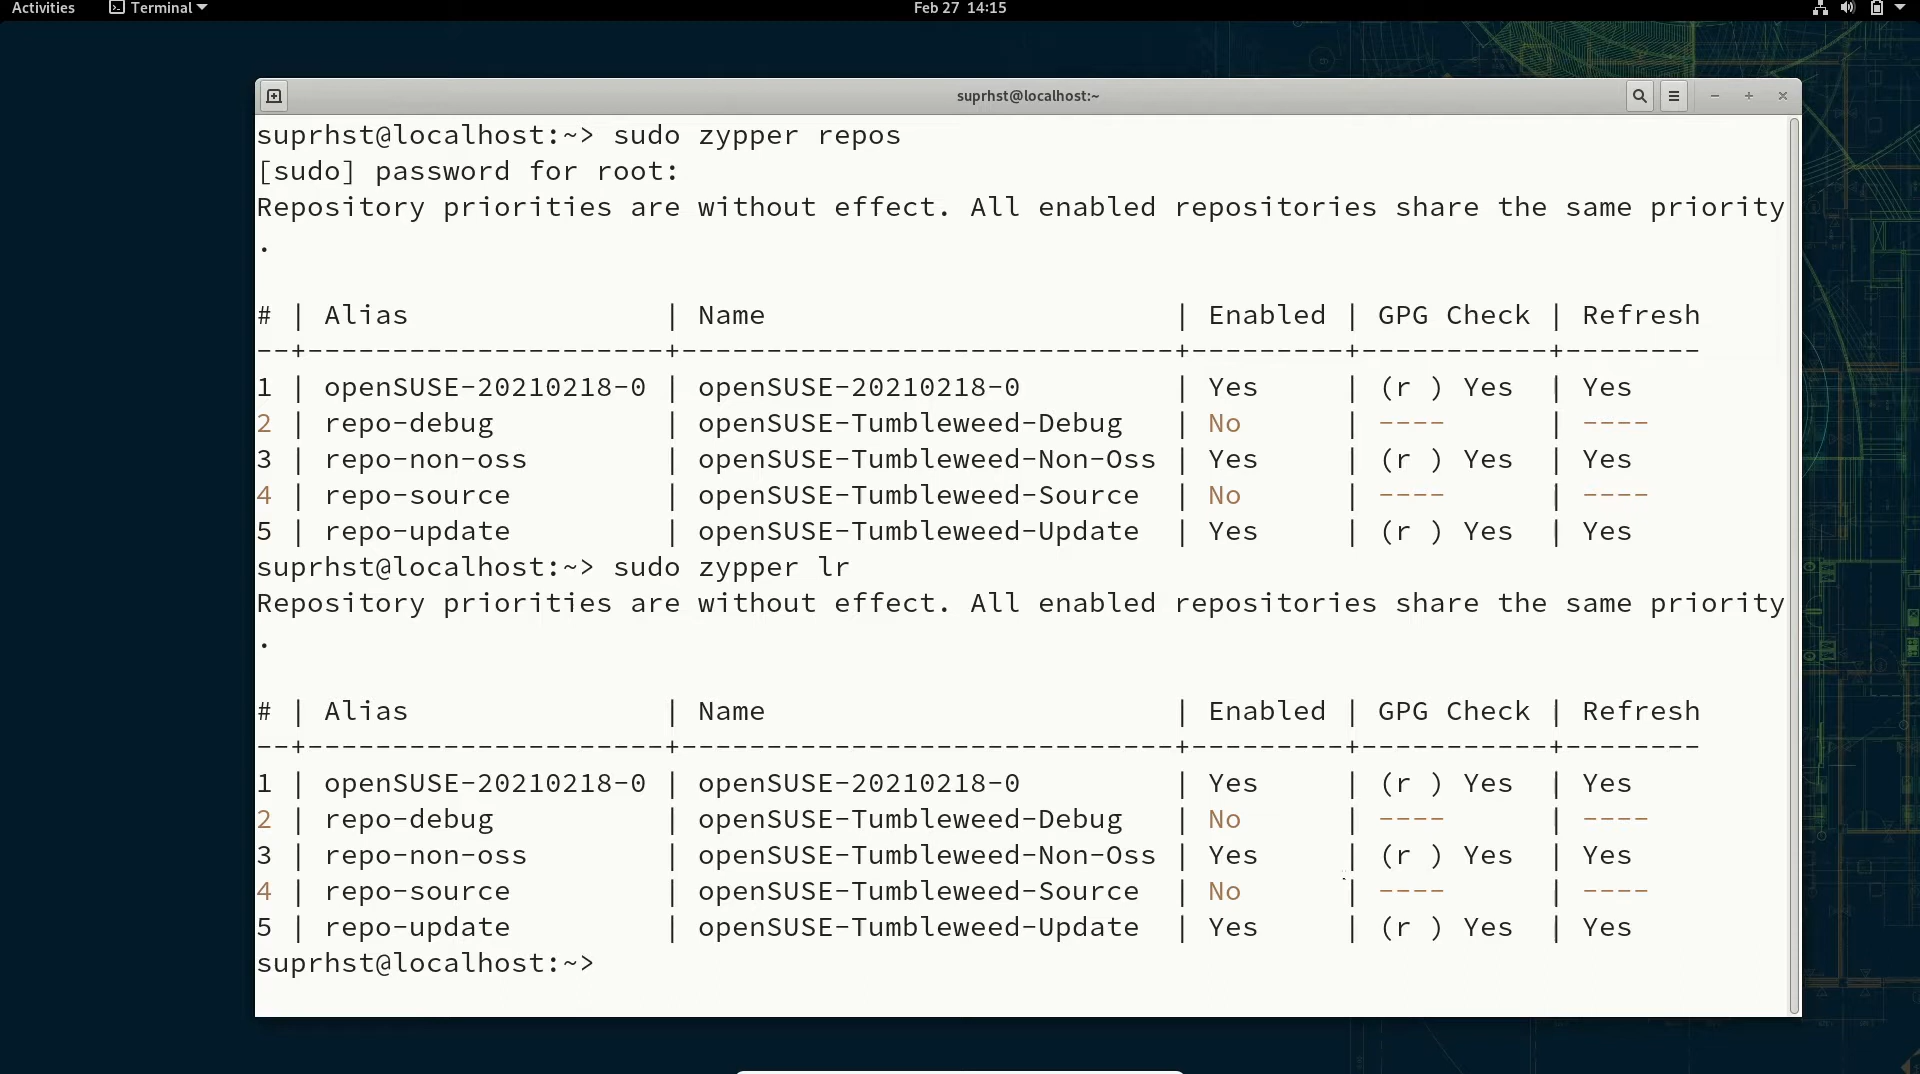 Activities Terminal Feb 27 14:15
suprhst@localhost:~
suprhst@localhost:~> sudo zypper repos
[sudo] password for root:
Repository priorities are without effect. All enabled repositories share the same priority
.
# | Alias               | Name                        | Enabled | GPG Check | Refresh
--+---------------------+-----------------------------+---------+-----------+--------
1 | openSUSE-20210218-0 | openSUSE-20210218-0         | Yes     | (r ) Yes  | Yes
2 | repo-debug          | openSUSE-Tumbleweed-Debug   | No      | ----      | ----
3 | repo-non-oss        | openSUSE-Tumbleweed-Non-Oss | Yes     | (r ) Yes  | Yes
4 | repo-source         | openSUSE-Tumbleweed-Source  | No      | ----      | ----
5 | repo-update         | openSUSE-Tumbleweed-Update  | Yes     | (r ) Yes  | Yes
suprhst@localhost:~> sudo zypper lr
Repository priorities are without effect. All enabled repositories share the same priority
.
# | Alias               | Name                        | Enabled | GPG Check | Refresh
--+---------------------+-----------------------------+---------+-----------+--------
1 | openSUSE-20210218-0 | openSUSE-20210218-0         | Yes     | (r ) Yes  | Yes
2 | repo-debug          | openSUSE-Tumbleweed-Debug   | No      | ----      | ----
3 | repo-non-oss        | openSUSE-Tumbleweed-Non-Oss | Yes     | (r ) Yes  | Yes
4 | repo-source         | openSUSE-Tumbleweed-Source  | No      | ----      | ----
5 | repo-update         | openSUSE-Tumbleweed-Update  | Yes     | (r ) Yes  | Yes
suprhst@localhost:~>